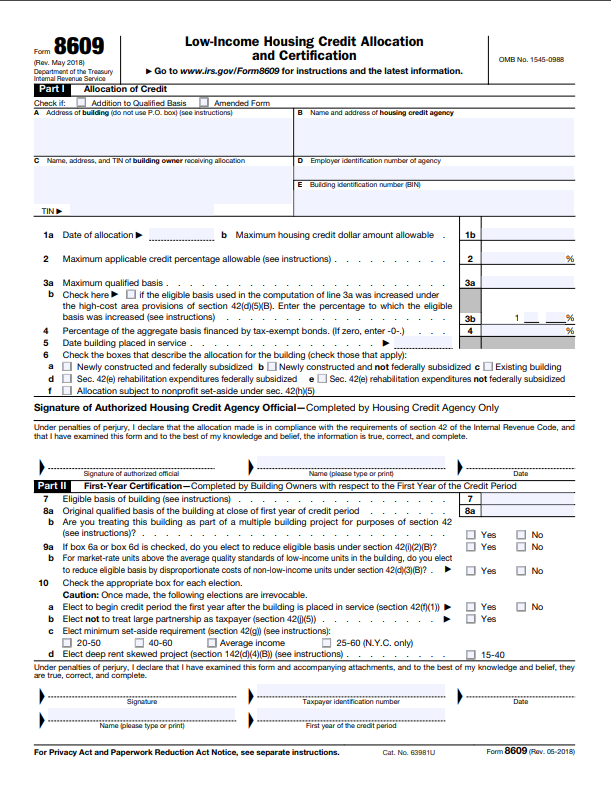 Form 8609
(Rev. May 2018)
Department of the Treasury
Internal Revenue Service
Low-Income Housing Credit Allocation
and Certification
▶ Go to www.irs.gov/Form8609 for instructions and the latest information.
OMB No. 1545-0988
Part I Allocation of Credit
Check if: Addition to Qualified Basis Amended Form
A Address of building (do not use P.O. box) (see instructions)
B Name and address of housing credit agency
C Name, address, and TIN of building owner receiving allocation
D Employer identification number of agency
E Building identification number (BIN)
TIN ▶
1a Date of allocation ▶ b Maximum housing credit dollar amount allowable . 1b
2 Maximum applicable credit percentage allowable (see instructions) . . . . . . . . . 2 %
3a Maximum qualified basis . . . . . . . . . . . . . . . . . . . . . . 3a
b Check here ▶ if the eligible basis used in the computation of line 3a was increased under
the high-cost area provisions of section 42(d)(5)(B). Enter the percentage to which the eligible
basis was increased (see instructions) . . . . . . . . . . . . . . . . . . 3b 1 __ __ %
4 Percentage of the aggregate basis financed by tax-exempt bonds. (If zero, enter -0-.) . . . . 4 %
5 Date building placed in service . . . . . . . . . . . . . . ▶
6 Check the boxes that describe the allocation for the building (check those that apply):
a Newly constructed and federally subsidized b Newly constructed and not federally subsidized c Existing building
d Sec. 42(e) rehabilitation expenditures federally subsidized e Sec. 42(e) rehabilitation expenditures not federally subsidized
f Allocation subject to nonprofit set-aside under sec. 42(h)(5)
Signature of Authorized Housing Credit Agency Official—Completed by Housing Credit Agency Only
Under penalties of perjury, I declare that the allocation made is in compliance with the requirements of section 42 of the Internal Revenue Code, and
that I have examined this form and to the best of my knowledge and belief, the information is true, correct, and complete.
Signature of authorized official Name (please type or print) Date
Part II First-Year Certification—Completed by Building Owners with respect to the First Year of the Credit Period
7 Eligible basis of building (see instructions) . . . . . . . . . . . . . . . . . 7
8a Original qualified basis of the building at close of first year of credit period . . . . . . . 8a
b Are you treating this building as part of a multiple building project for purposes of section 42
(see instructions)? . . . . . . . . . . . . . . . . . . . . . . . . Yes No
9a If box 6a or box 6d is checked, do you elect to reduce eligible basis under section 42(i)(2)(B)? Yes No
b For market-rate units above the average quality standards of low-income units in the building, do you elect
to reduce eligible basis by disproportionate costs of non-low-income units under section 42(d)(3)(B)? . ▶ Yes No
10 Check the appropriate box for each election.
Caution: Once made, the following elections are irrevocable.
a Elect to begin credit period the first year after the building is placed in service (section 42(f)(1)) ▶ Yes No
b Elect not to treat large partnership as taxpayer (section 42(j)(5)) . . . . . . . . . ▶ Yes
c Elect minimum set-aside requirement (section 42(g)) (see instructions):
20-50 40-60 Average income 25-60 (N.Y.C. only)
d Elect deep rent skewed project (section 142(d)(4)(B)) (see instructions) . . . . . . . . 15-40
Under penalties of perjury, I declare that I have examined this form and accompanying attachments, and to the best of my knowledge and belief, they
are true, correct, and complete.
Signature Taxpayer identification number Date
Name (please type or print) First year of the credit period
For Privacy Act and Paperwork Reduction Act Notice, see separate instructions. Cat. No. 63981U Form 8609 (Rev. 05-2018)